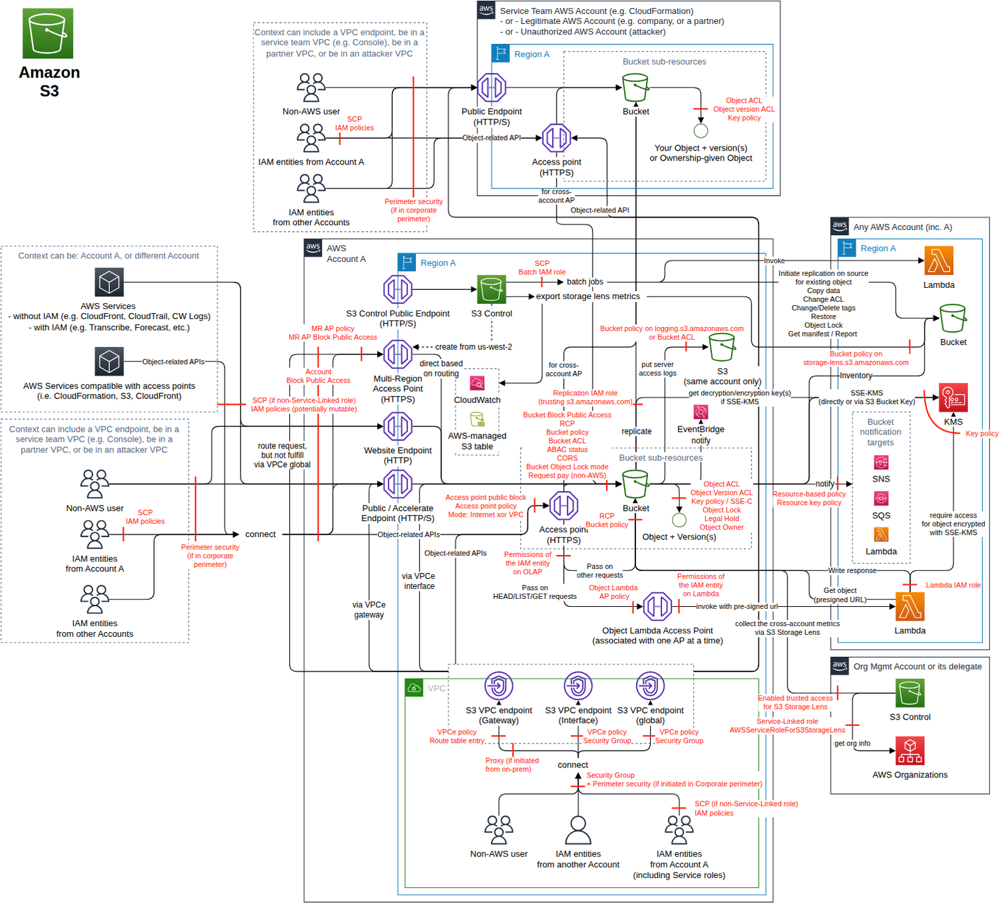 Amazon
S3
Context can include a VPC endpoint, be in a
service team VPC (e.g. Console), be in a
partner VPC, or be in an attacker VPC
Non-AWS user
SCP
IAM policies
IAM entities from Account A
IAM entities
from other Accounts
Perimeter security
(if in corporate
perimeter)
aws
Service Team AWS Account (e.g. CloudFormation)
- or - Legitimate AWS Account (e.g. company, or a partner)
- or - Unauthorized AWS Account (attacker)
Region A
Bucket sub-resources
Public Endpoint
(HTTP/S)
Bucket
Object ACL
Object version ACL
Key policy
Object-related API
Access point
(HTTPS)
Your Object + version(s)
or Ownership-given Object
for cross-
account AP
Object-related API
Context can be: Account A, or different Account
AWS Services
- without IAM (e.g. CloudFront, CloudTrail, CW Logs)
- with IAM (e.g. Transcribe, Forecast, etc.)
Object-related APIs
AWS Services compatible with access points
(i.e. CloudFormation, S3, CloudFront)
Context can include a VPC endpoint, be in a
service team VPC (e.g. Console), be in a
partner VPC, or be in an attacker VPC
Non-AWS user
SCP
IAM policies
IAM entities
from Account A
IAM entities
from other Accounts
Perimeter security
(if in corporate
perimeter)
connect
SCP (if non-Service-Linked role)
IAM policies (potentially mutable)
route request,
but not fulfill
via VPCe global
MR AP policy
MR AP Block Public Access
Account
Block Public Access
aws
AWS
Account A
Region A
S3 Control Public Endpoint
(HTTP/S)
S3 Control
SCP
Batch IAM role
batch jobs
export storage lens metrics
create from us-west-2
direct based
on routing
Multi-Region
Access Point
(HTTPS)
CloudWatch
AWS-managed
S3 table
Website Endpoint
(HTTP)
Public / Accelerate
Endpoint (HTTP/S)
Object-related APIs
Object-related APIs
via VPCe
interface
via VPCe
gateway
Bucket policy on logging.s3.amazonaws.com
or Bucket ACL
for cross-
account AP
put server
access logs
S3
(same account only)
Replication IAM role
(trusting s3.amazonaws.com)
get decryption/encryption key(s)
if SSE-KMS
Bucket Block Public Access
RCP
Bucket policy
Bucket ACL
ABAC status
CORS
Bucket Object Lock mode
Request pay (non-AWS)
replicate
EventBridge
notify
Bucket sub-resources
Access point public block
Access point policy
Mode: Internet xor VPC
Access point
(HTTPS)
RCP
Bucket policy
Bucket
Object ACL
Object Version ACL
Key policy / SSE-C
Object Lock
Legal Hold
Object Owner
Object + Version(s)
Permissions of
the IAM entity
on OLAP
Pass on
other requests
Pass on
HEAD/LIST/GET requests
Object Lambda
AP policy
Permissions of
the IAM entity
on Lambda
invoke with pre-signed url
Object Lambda Access Point
(associated with one AP at a time)
collect the cross-account metrics
via S3 Storage Lens
VPC
S3 VPC endpoint
(Gateway)
S3 VPC endpoint
(Interface)
S3 VPC endpoint
(global)
VPCe policy
Route table entry
VPCe policy
Security Group
VPCe policy
Security Group
Proxy (if initiated
from on-prem)
connect
Security Group
+ Perimeter security (if initiated in Corporate perimeter)
SCP (if non-Service-Linked role)
IAM policies
Non-AWS user
IAM entities
from another Account
IAM entities
from Account A
(including Service roles)
aws
Any AWS Account (inc. A)
Region A
Invoke
Lambda
Initiate replication on source
for existing object
Copy data
Change ACL
Change/Delete tags
Restore
Object Lock
Get manifest / Report
Bucket
Bucket policy on
storage-lens.s3.amazonaws.com
Inventory
SSE-KMS
(directly or via S3 Bucket Key)
KMS
Key policy
Bucket
notification
targets
SNS
SQS
Lambda
notify
Resource-based policy
Resource key policy
require access
for object encrypted
with SSE-KMS
Write response
Get object
(presigned URL)
Lambda IAM role
Lambda
aws
Org Mgmt Account or its delegate
Enabled trusted access
for S3 Storage Lens
S3 Control
Service-Linked role
AWSServiceRoleForS3StorageLens
get org info
AWS Organizations